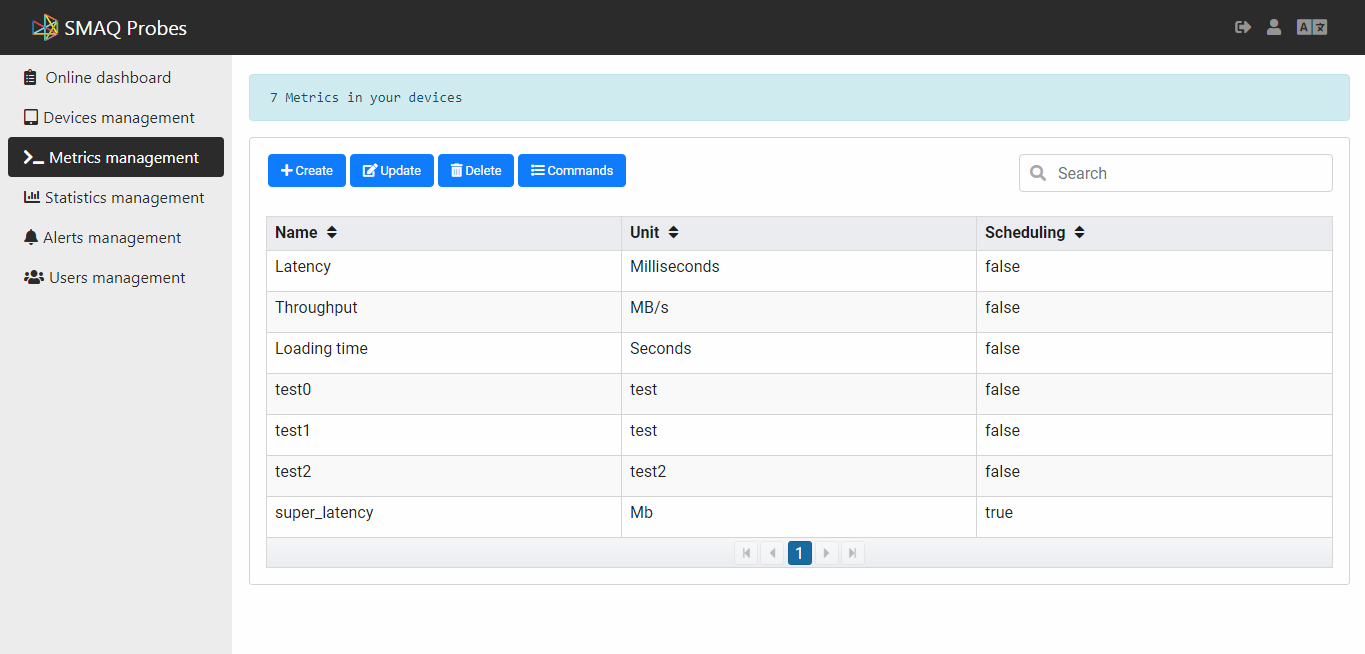 SMAQ Probes
A
Online dashboard
Devices management
Metrics management
Statistics management
Alerts management
Users management
7 Metrics in your devices
Create Update Delete Commands
Search
Name Unit Scheduling
Latency Milliseconds false
Throughput MB/s false
Loading time Seconds false
test0 test false
test1 test false
test2 test2 false
super_latency Mb true
1